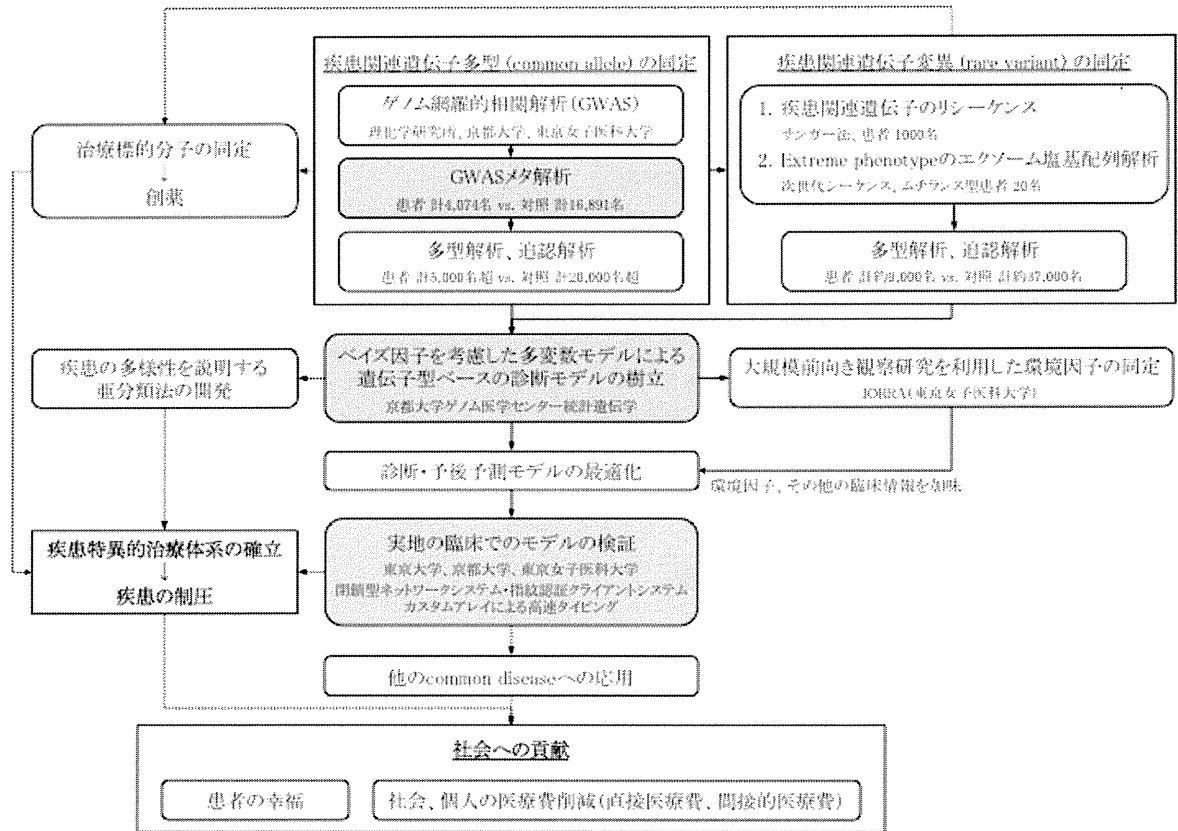 疾患関連遺伝子多型 (common allele) の同定
ゲノム網羅的相関解析 (GWAS)
理化学研究所、京都大学、東京女子医科大学
GWASメタ解析
患者 計4,074名 vs. 対照 計16,891名
多型解析、追認解析
患者 計5,000名超 vs. 対照 計20,000名超
疾患関連遺伝子変異 (rare variant) の同定
1. 疾患関連遺伝子のリシーケンス
サンガー法、患者 1000名
2. Extreme phenotypeのエクソーム塩基配列解析
次世代シーケンス、ムチランス型患者 20名
多型解析、追認解析
患者 計約9,000名 vs. 対照 計約37,000名
治療標的分子の同定
創薬
ベイズ因子を考慮した多変数モデルによる
遺伝子型ベースの診断モデルの樹立
京都大学ゲノム医学センター統計遺伝学
疾患の多様性を説明する
亜分類法の開発
大規模前向き観察研究を利用した環境因子の同定
IORRA(東京女子医科大学)
診断・予後予測モデルの最適化
環境因子、その他の臨床情報を加味
実地の臨床でのモデルの検証
東京大学、京都大学、東京女子医科大学
閉鎖型ネットワークシステム・指紋認証クライアントシステム
カスタムアレイによる高速タイピング
疾患特異的治療体系の確立
疾患の制圧
他のcommon diseaseへの応用
社会への貢献
患者の幸福
社会、個人の医療費削減(直接医療費、間接的医療費)